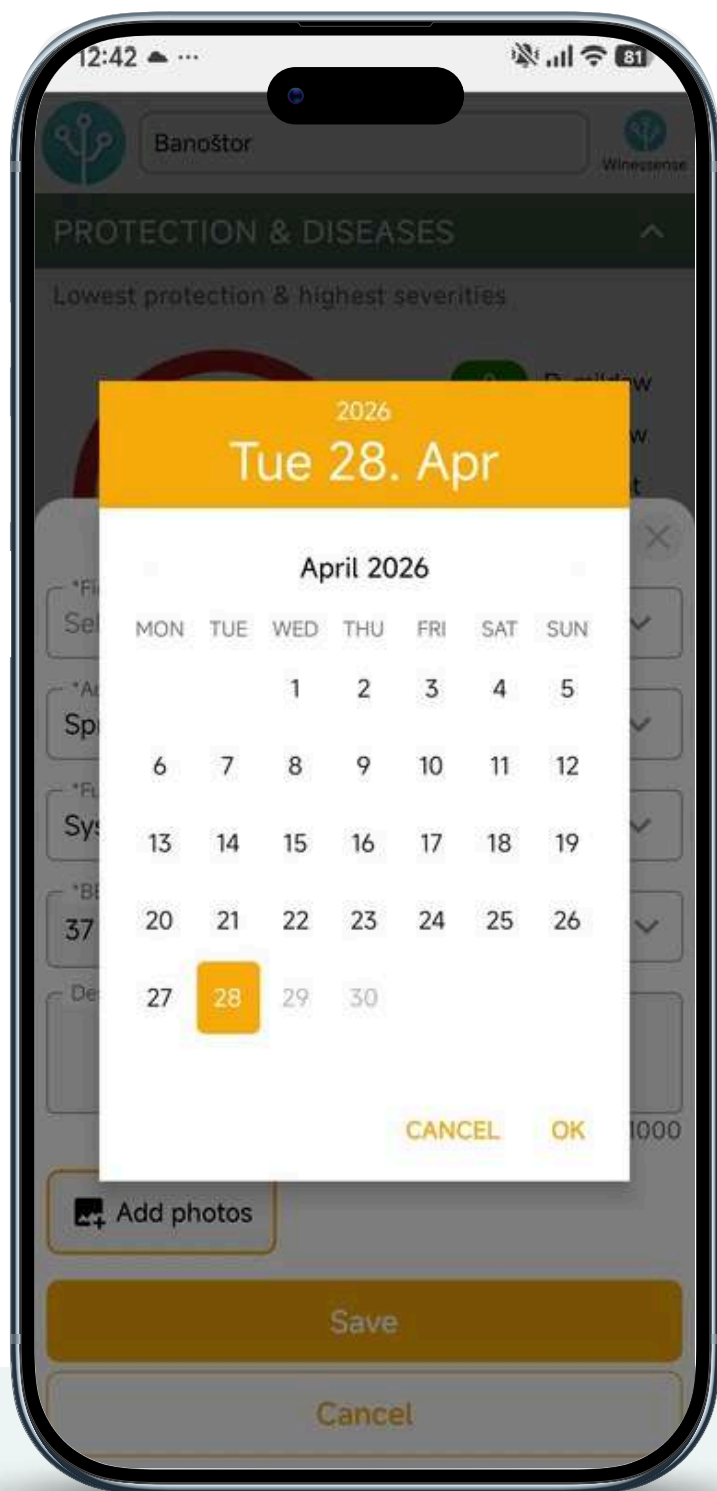 12:42 ...
81
Banoštor
Winessense
PROTECTION & DISEASES
Lowest protection & highest severities
2026
Tue 28. Apr
April 2026
MON TUE WED THU FRI SAT SUN
1 2 3 4 5
6 7 8 9 10 11 12
13 14 15 16 17 18 19
20 21 22 23 24 25 26
27 28 29 30
37
CANCEL OK
1000
Add photos
Save
Cancel